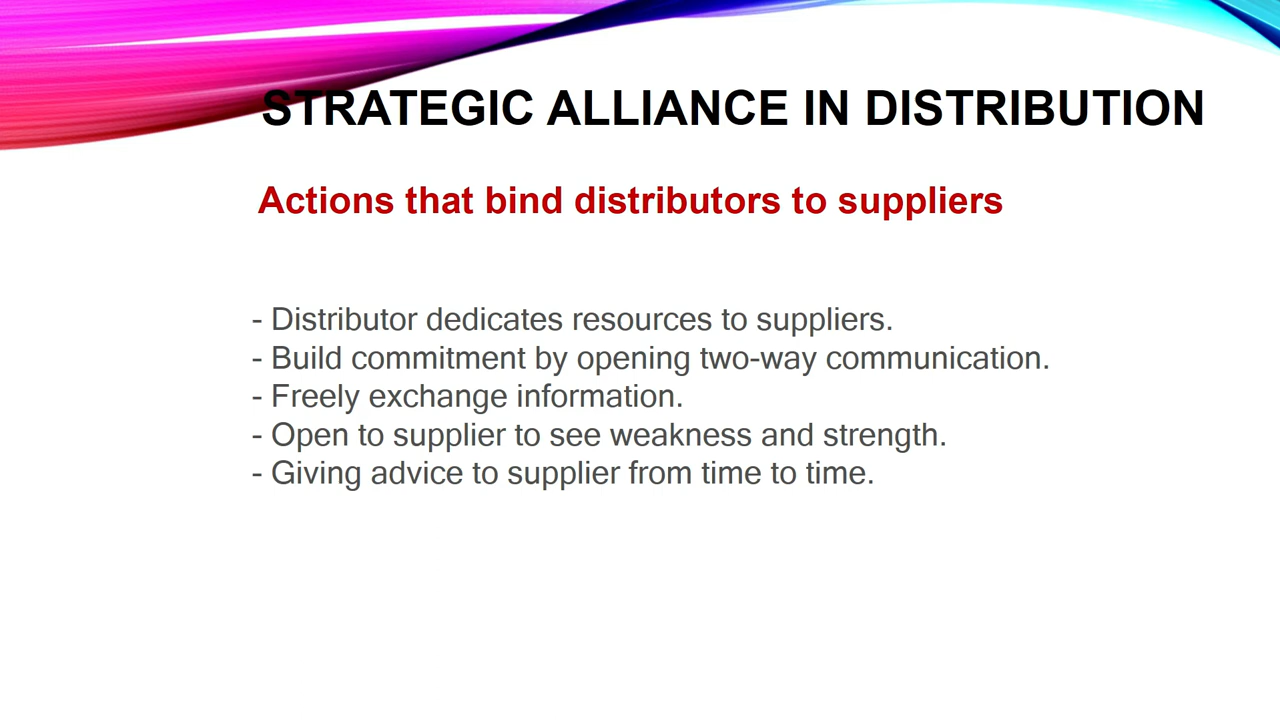 STRATEGIC ALLIANCE IN DISTRIBUTION
Actions that bind distributors to suppliers
- Distributor dedicates resources to suppliers.
- Build commitment by opening two-way communication.
- Freely exchange information.
- Open to supplier to see weakness and strength.
- Giving advice to supplier from time to time.